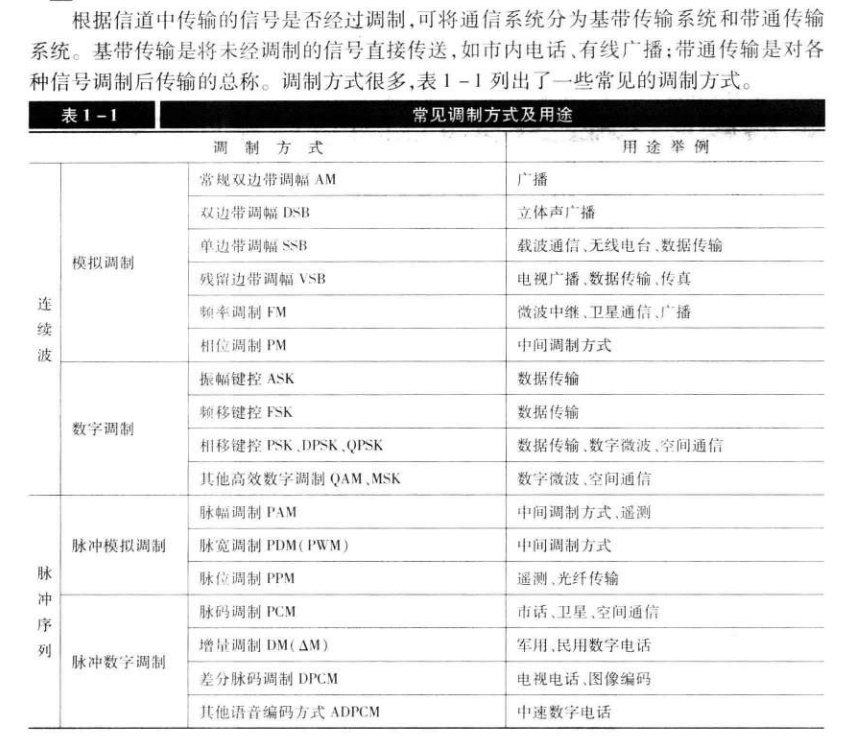 根据信道中传输的信号是否经过调制,可将通信系统分为基带传输系统和带通传输
系统。基带传输是将未经调制的信号直接传送,如市内电话、有线广播;带通传输是对各
种信号调制后传输的总称。调制方式很多,表1-1列出了一些常见的调制方式。
表1-1 常见调制方式及用途
调制方式 用途举例
连续波
模拟调制
常规双边带调幅 AM 广播
双边带调幅 DSB 立体声广播
单边带调幅 SSB 载波通信、无线电台、数据传输
残留边带调幅 VSB 电视广播、数据传输、传真
频率调制 FM 微波中继、卫星通信、广播
相位调制 PM 中间调制方式
数字调制
振幅键控 ASK 数据传输
频移键控 FSK 数据传输
相移键控 PSK、DPSK、QPSK 数据传输、数字微波、空间通信
其他高效数字调制 QAM、MSK 数字微波、空间通信
脉冲序列
脉冲模拟调制
脉幅调制 PAM 中间调制方式、遥测
脉宽调制 PDM(PWM) 中间调制方式
脉位调制 PPM 遥测、光纤传输
脉冲数字调制
脉码调制 PCM 市话、卫星、空间通信
增量调制 DM(ΔM) 军用、民用数字电话
差分脉码调制 DPCM 电视电话、图像编码
其他语音编码方式 ADPCM 中速数字电话